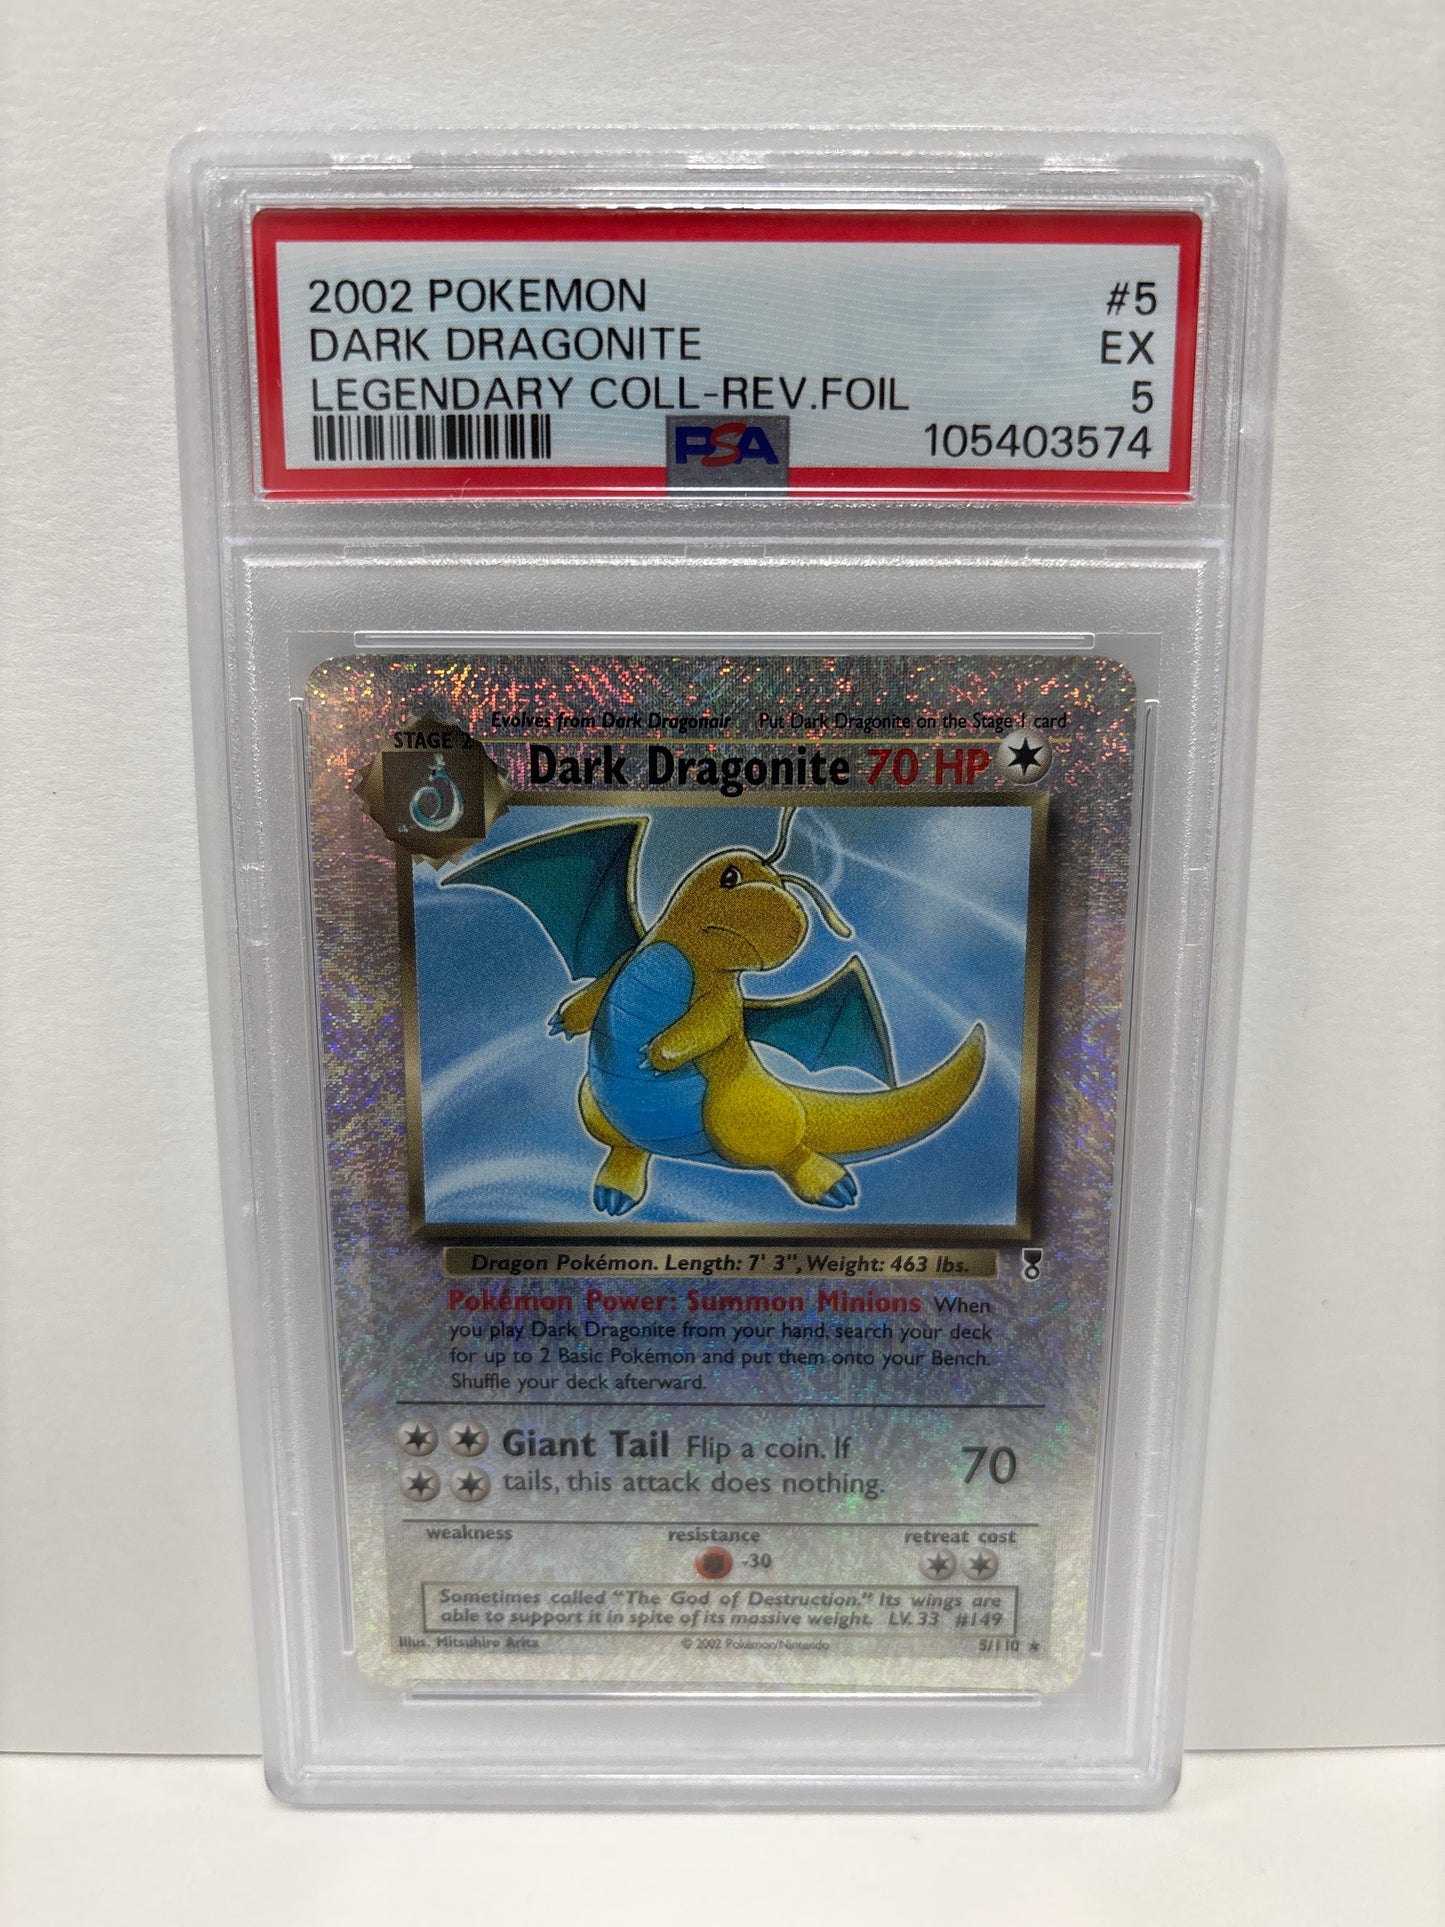 2002 POKEMON #5
DARK DRAGONITE EX
LEGENDARY COLL-REV.FOIL 5
PSA 105403574
Evolves from Dark Dragonair Put Dark Dragonite on the Stage 1 card
STAGE 2
Dark Dragonite 70 HP
Dragon Pokémon. Length: 7' 3", Weight: 463 lbs.
Pokémon Power: Summon Minions When
you play Dark Dragonite from your hand, search your deck
for up to 2 Basic Pokémon and put them onto your Bench.
Shuffle your deck afterward.
Giant Tail Flip a coin. If
tails, this attack does nothing. 70
weakness resistance retreat cost
-30
Sometimes called "The God of Destruction." Its wings are
able to support it in spite of its massive weight. LV. 33 #149
Illus. Mitsuhiro Arita © 2002 Pokémon/Nintendo 5/110 ★